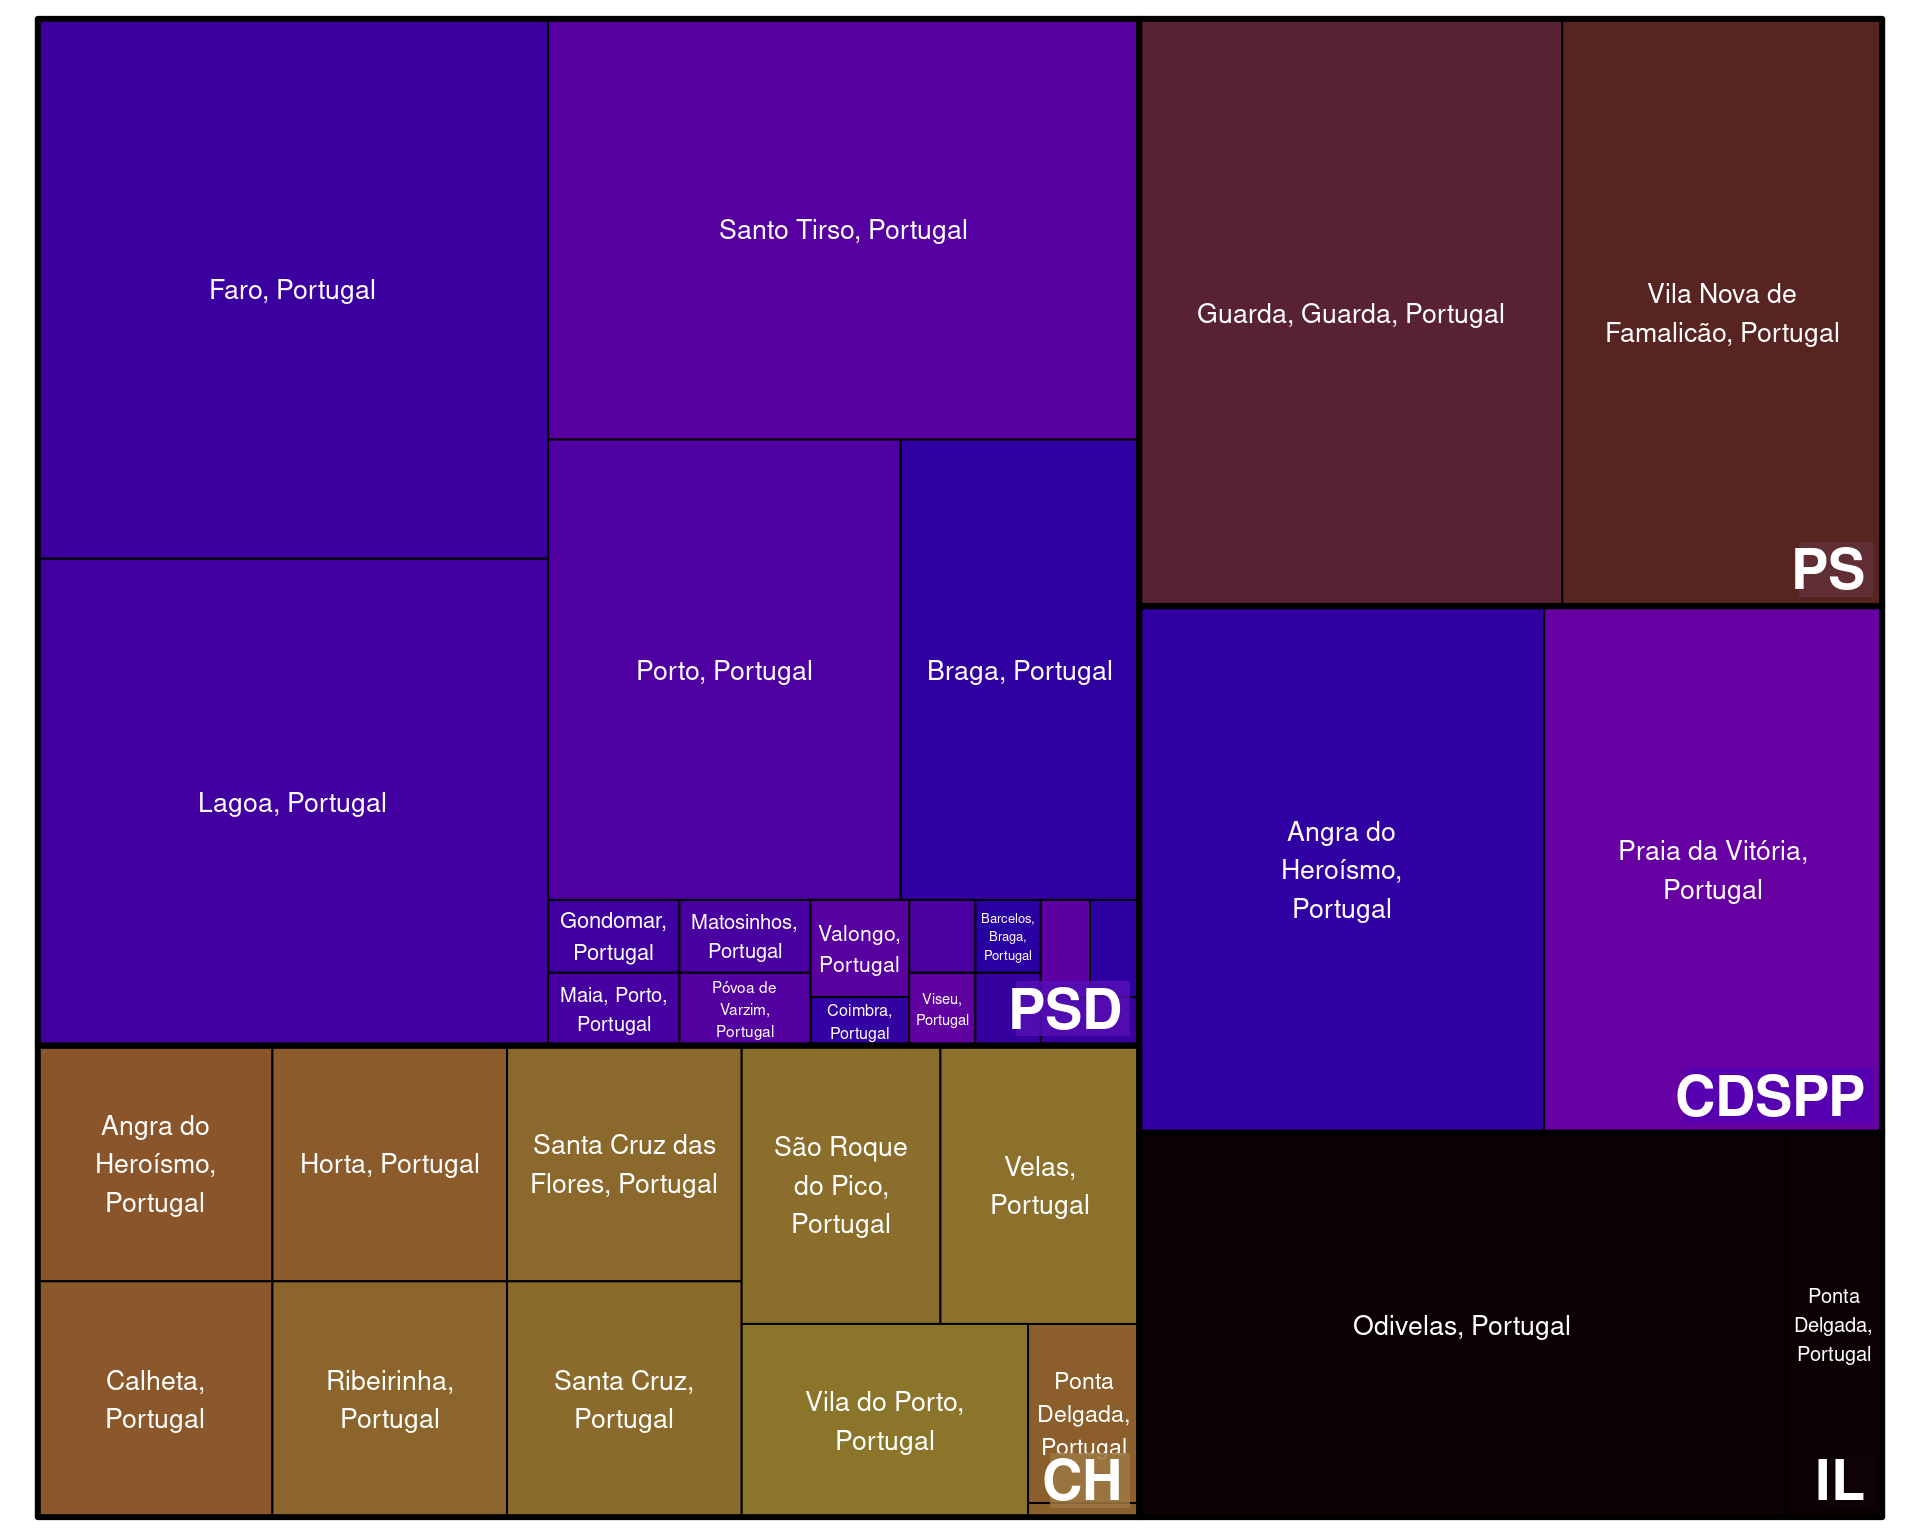 Faro, Portugal
Santo Tirso, Portugal
Lagoa, Portugal
Porto, Portugal
Braga, Portugal
Gondomar,
Portugal
Matosinhos,
Portugal
Valongo,
Portugal
Barcelos,
Braga,
Portugal
Maia, Porto,
Portugal
Póvoa de
Varzim,
Portugal
Coimbra,
Portugal
Viseu,
Portugal
PSD
Guarda, Guarda, Portugal
Vila Nova de
Famalicão, Portugal
PS
Angra do
Heroísmo,
Portugal
Praia da Vitória,
Portugal
CDSPP
Angra do
Heroísmo,
Portugal
Horta, Portugal
Santa Cruz das
Flores, Portugal
São Roque
do Pico,
Portugal
Velas,
Portugal
Calheta,
Portugal
Ribeirinha,
Portugal
Santa Cruz,
Portugal
Vila do Porto,
Portugal
Ponta
Delgada,
Portugal
CH
Odivelas, Portugal
Ponta
Delgada,
Portugal
IL